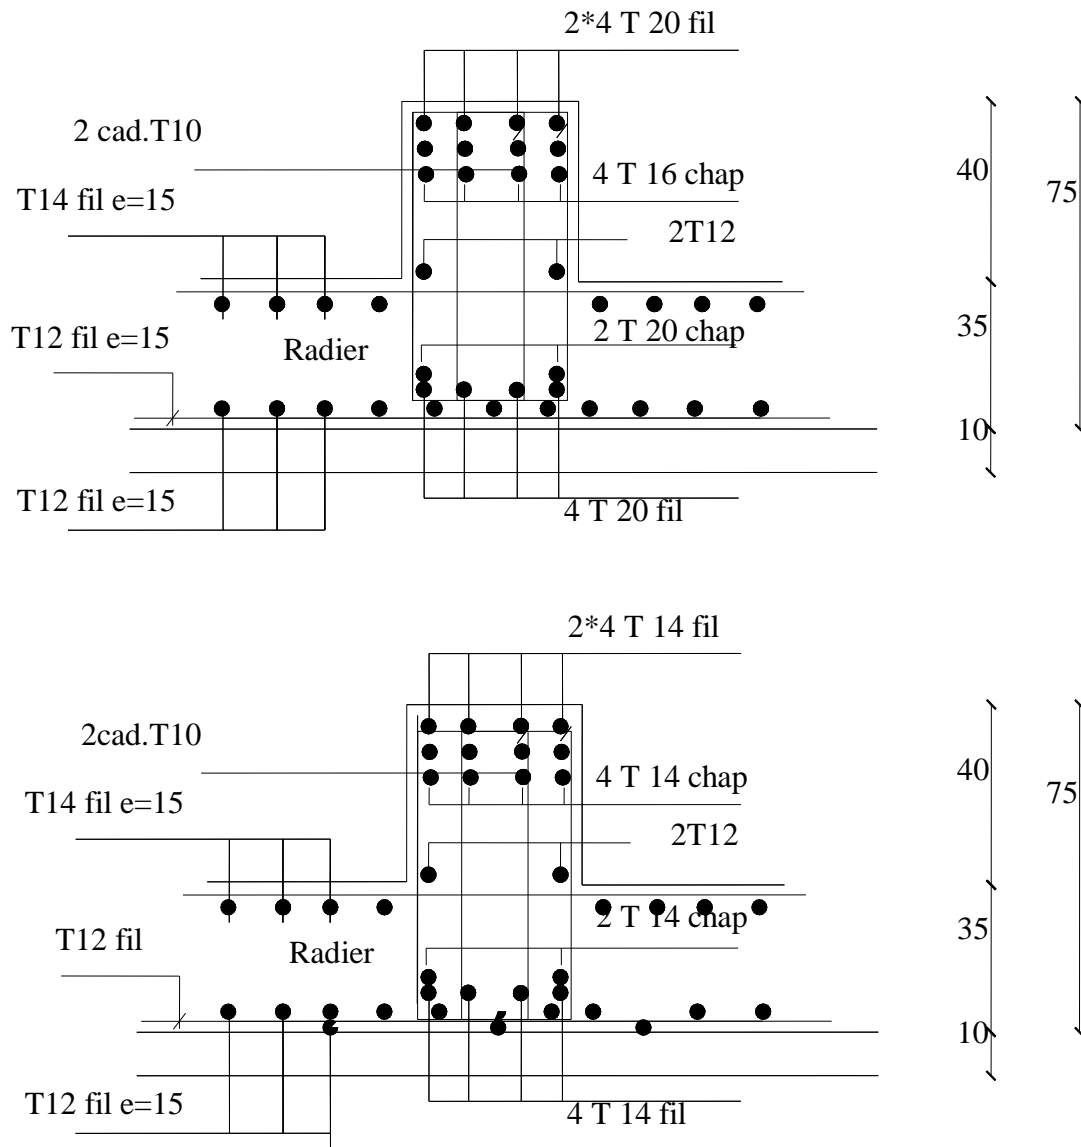 2*4 T 20 fil
2 cad.T10
4 T 16 chap
40
75
T14 fil e=15
2T12
T12 fil e=15
2 T 20 chap
35
Radier
10
T12 fil e=15
4 T 20 fil
2*4 T 14 fil
2cad.T10
4 T 14 chap
40
75
T14 fil e=15
2T12
T12 fil
2 T 14 chap
35
Radier
10
T12 fil e=15
4 T 14 fil